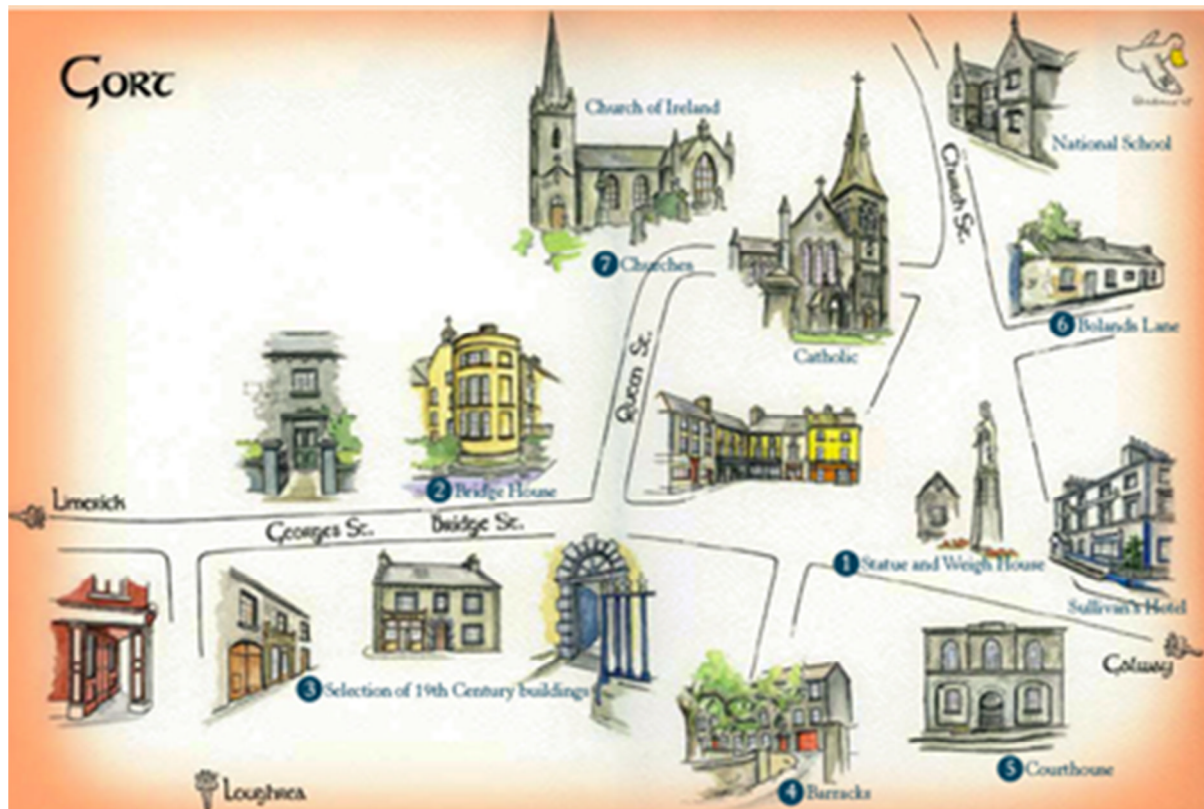 Gort
Church of Ireland
National School
Church St.
7 Churches
6 Bolands Lane
Catholic
Queen St.
2 Bridge House
Limerick
Georges St.
Bridge St.
1 Statue and Weigh House
Sullivan's Hotel
Galway
3 Selection of 19th Century buildings
5 Courthouse
4 Barracks
Loughrea